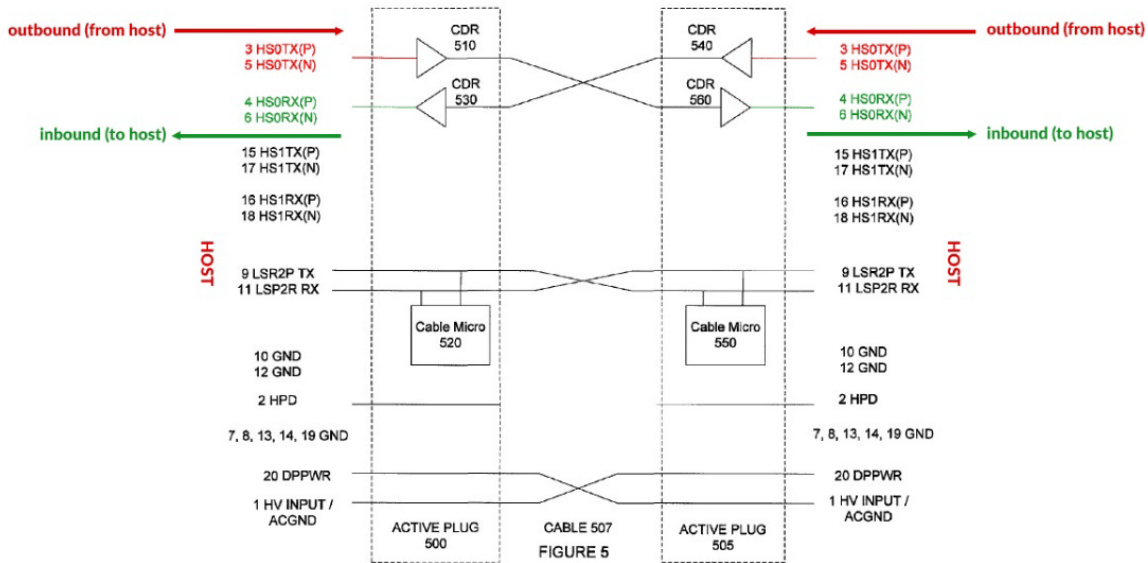 outbound (from host)
CDR
510
CDR
540
outbound (from host)
3 HS0TX(P)
5 HS0TX(N)
3 HS0TX(P)
5 HS0TX(N)
CDR
530
CDR
560
4 HS0RX(P)
6 HS0RX(N)
4 HS0RX(P)
6 HS0RX(N)
inbound (to host)
inbound (to host)
15 HS1TX(P)
17 HS1TX(N)
15 HS1TX(P)
17 HS1TX(N)
16 HS1RX(P)
18 HS1RX(N)
16 HS1RX(P)
18 HS1RX(N)
HOST
HOST
9 LSR2P TX
11 LSP2R RX
9 LSR2P TX
11 LSP2R RX
Cable Micro
520
Cable Micro
550
10 GND
12 GND
10 GND
12 GND
2 HPD
2 HPD
7, 8, 13, 14, 19 GND
7, 8, 13, 14, 19 GND
20 DPPWR
20 DPPWR
1 HV INPUT /
ACGND
1 HV INPUT /
ACGND
ACTIVE PLUG
500
CABLE 507
FIGURE 5
ACTIVE PLUG
505